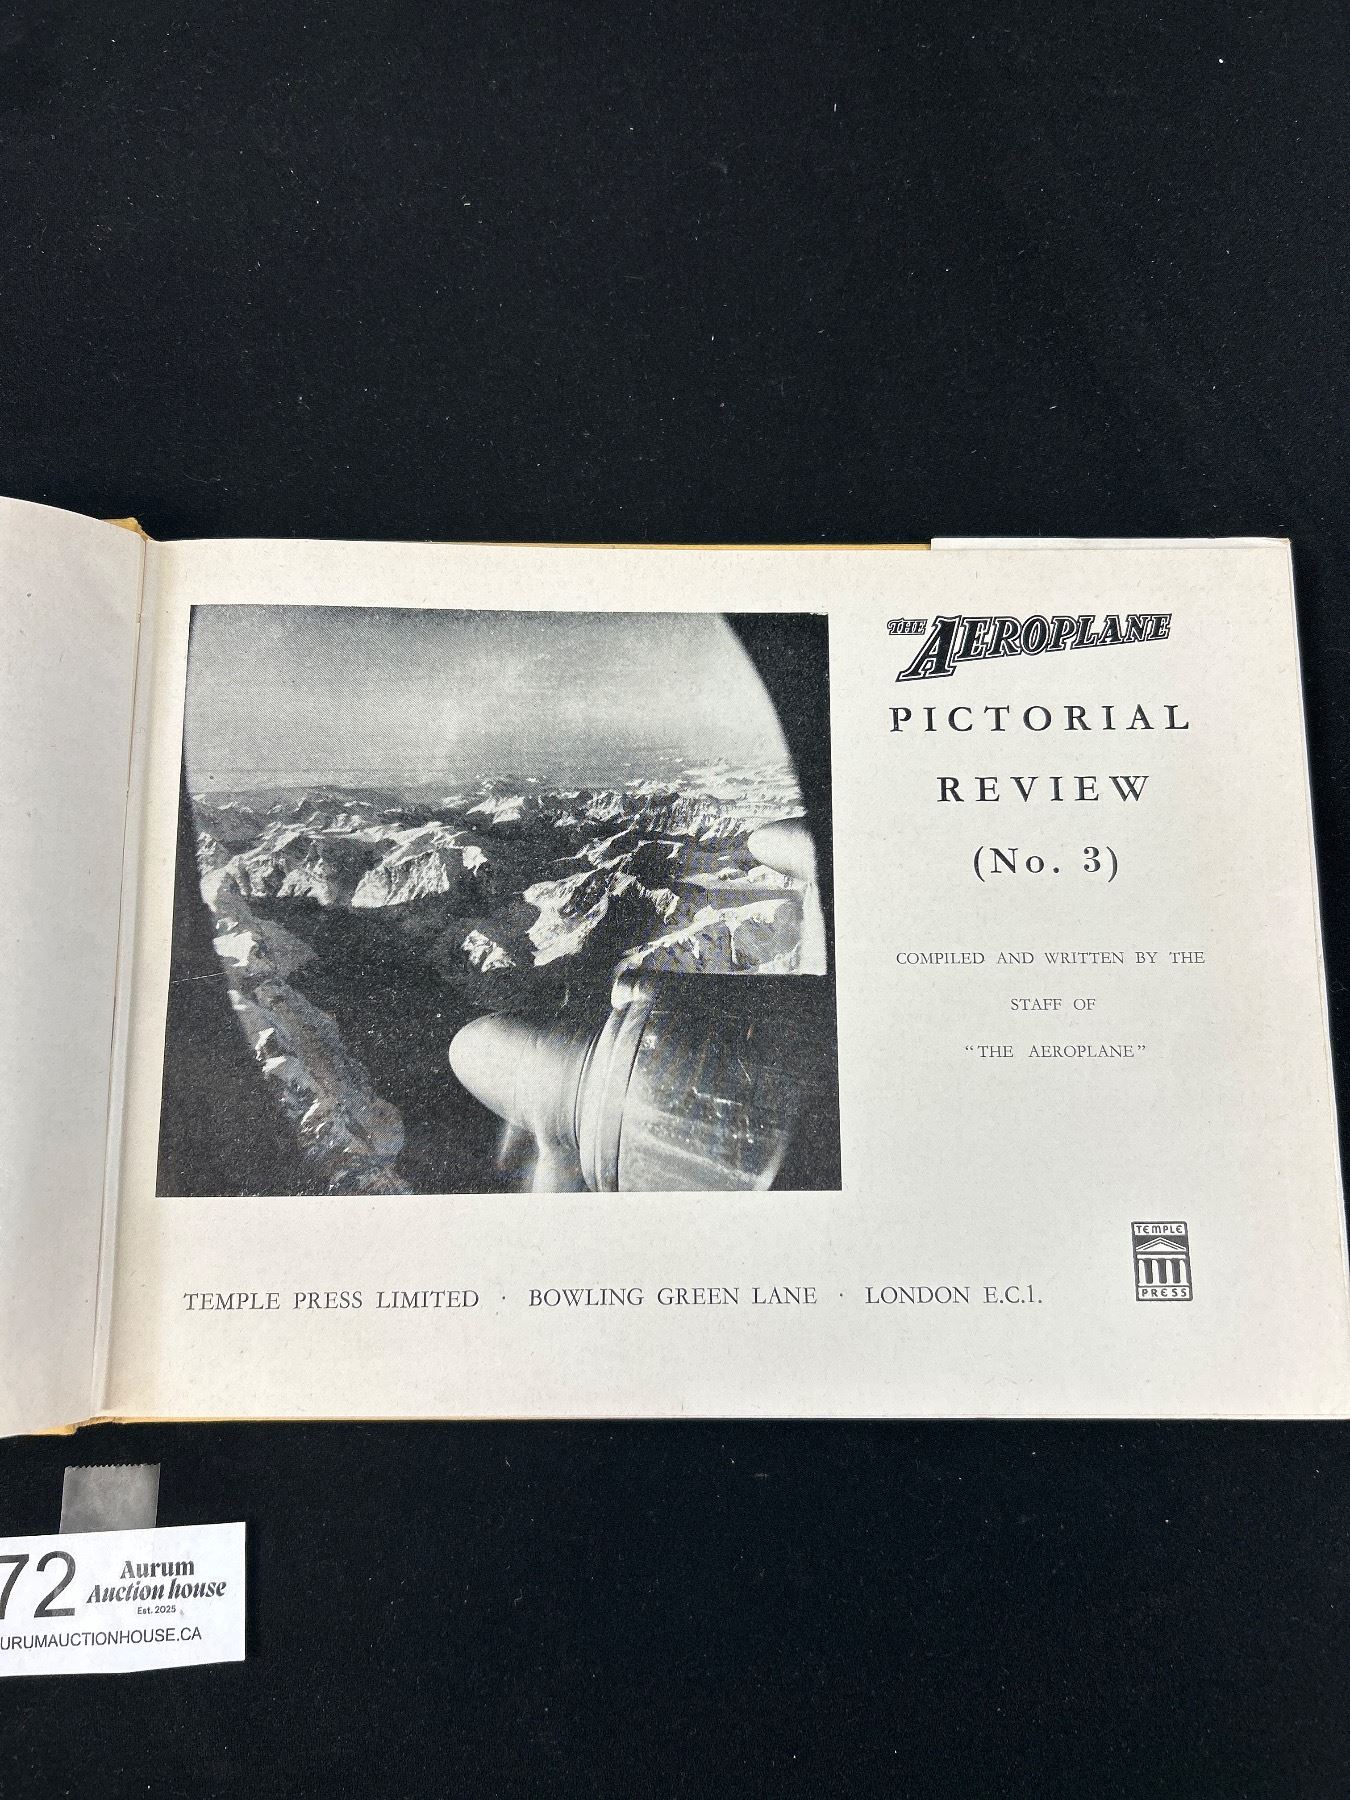 THE AEROPLANE
PICTORIAL
REVIEW
(No. 3)
COMPILED AND WRITTEN BY THE
STAFF OF
"THE AEROPLANE"
TEMPLE
PRESS
TEMPLE PRESS LIMITED · BOWLING GREEN LANE · LONDON E.C.1.
72
Aurum
Auction house
Est. 2025
URUMAUCTIONHOUSE.CA